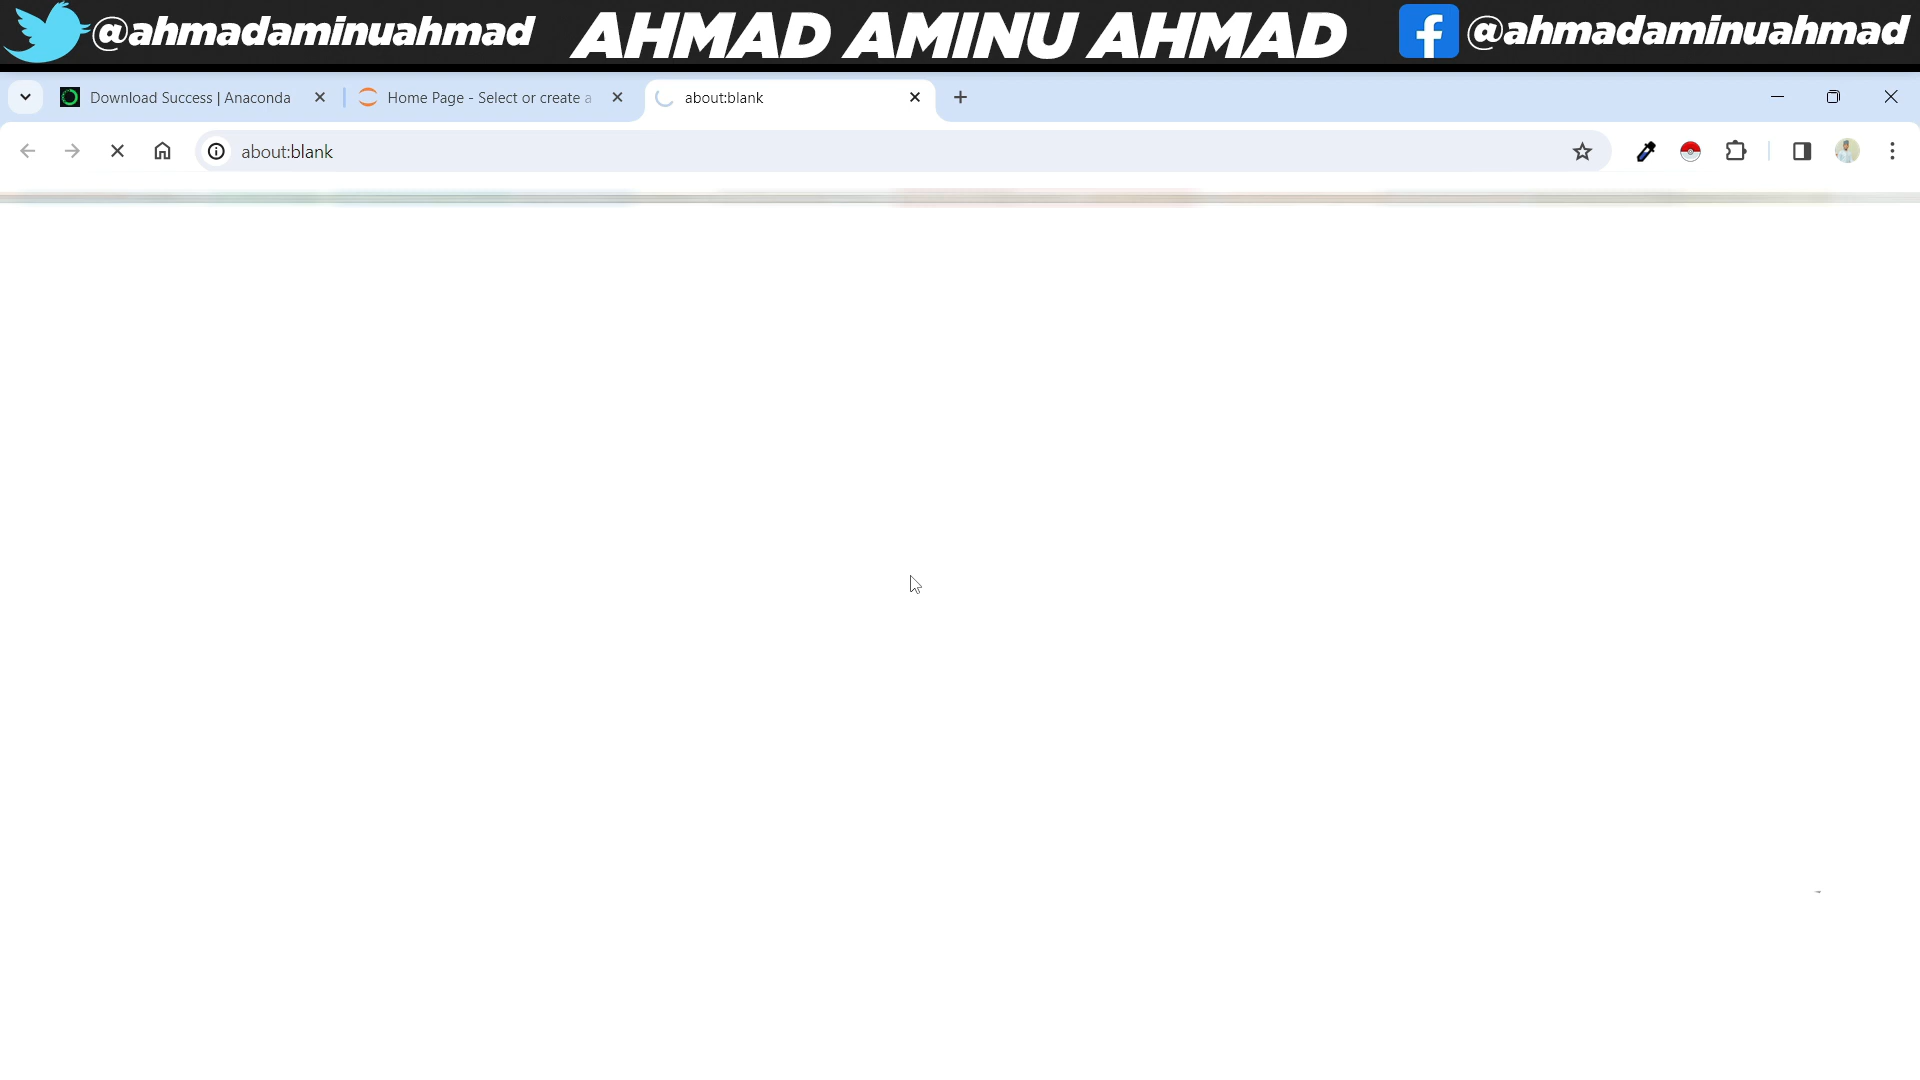 @ahmadaminuahmad AHMAD AMINU AHMAD @ahmadaminuahmad
Download Success | Anaconda Home Page - Select or create a about:blank
about:blank